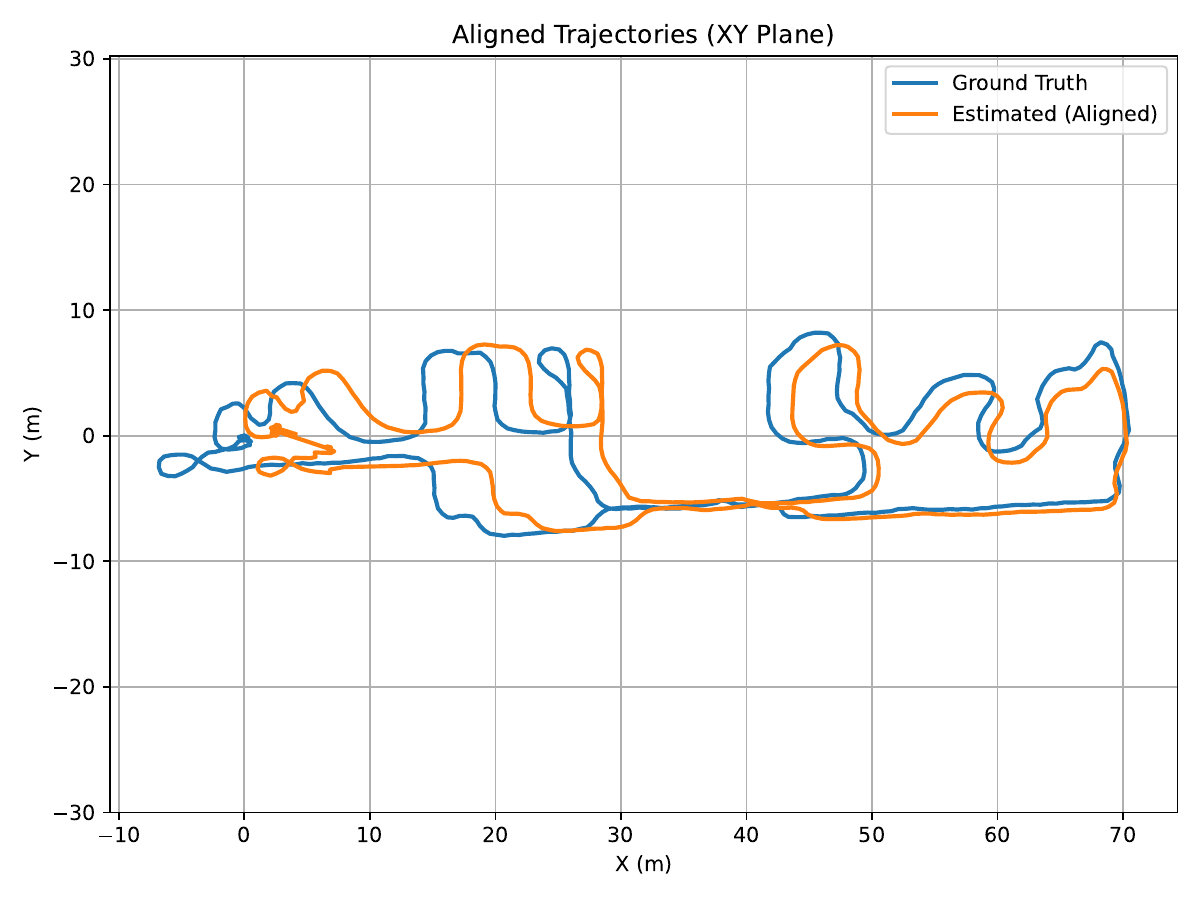 Aligned Trajectories (XY Plane)
Ground Truth
Estimated (Aligned)
30
20
10
0
−10
−20
−30
Y (m)
−10 0 10 20 30 40 50 60 70
X (m)